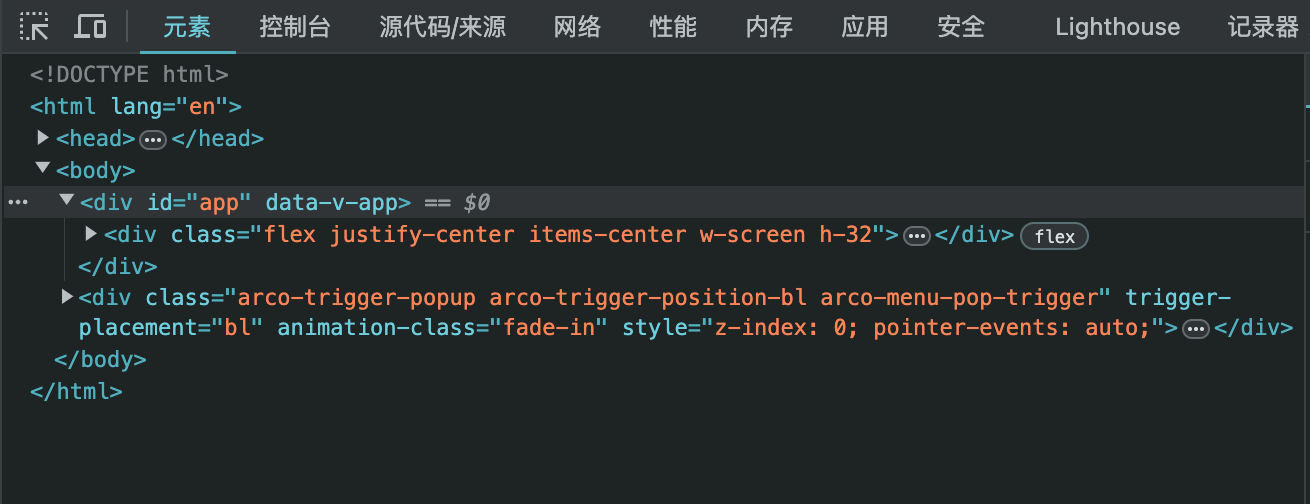 元素 控制台 源代码/来源 网络 性能 内存 应用 安全 Lighthouse 记录器
<!DOCTYPE html>
<html lang="en">
<head>…</head>
<body>
… <div id="app" data-v-app> == $0
<div class="flex justify-center items-center w-screen h-32">…</div> flex
</div>
<div class="arco-trigger-popup arco-trigger-position-bl arco-menu-pop-trigger" trigger-
placement="bl" animation-class="fade-in" style="z-index: 0; pointer-events: auto;">…</div>
</body>
</html>